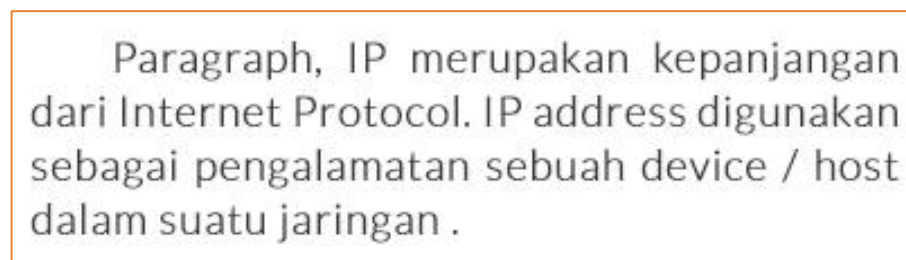 Paragraph, IP merupakan kepanjangan
dari Internet Protocol. IP address digunakan
sebagai pengalamatan sebuah device / host
dalam suatu jaringan .